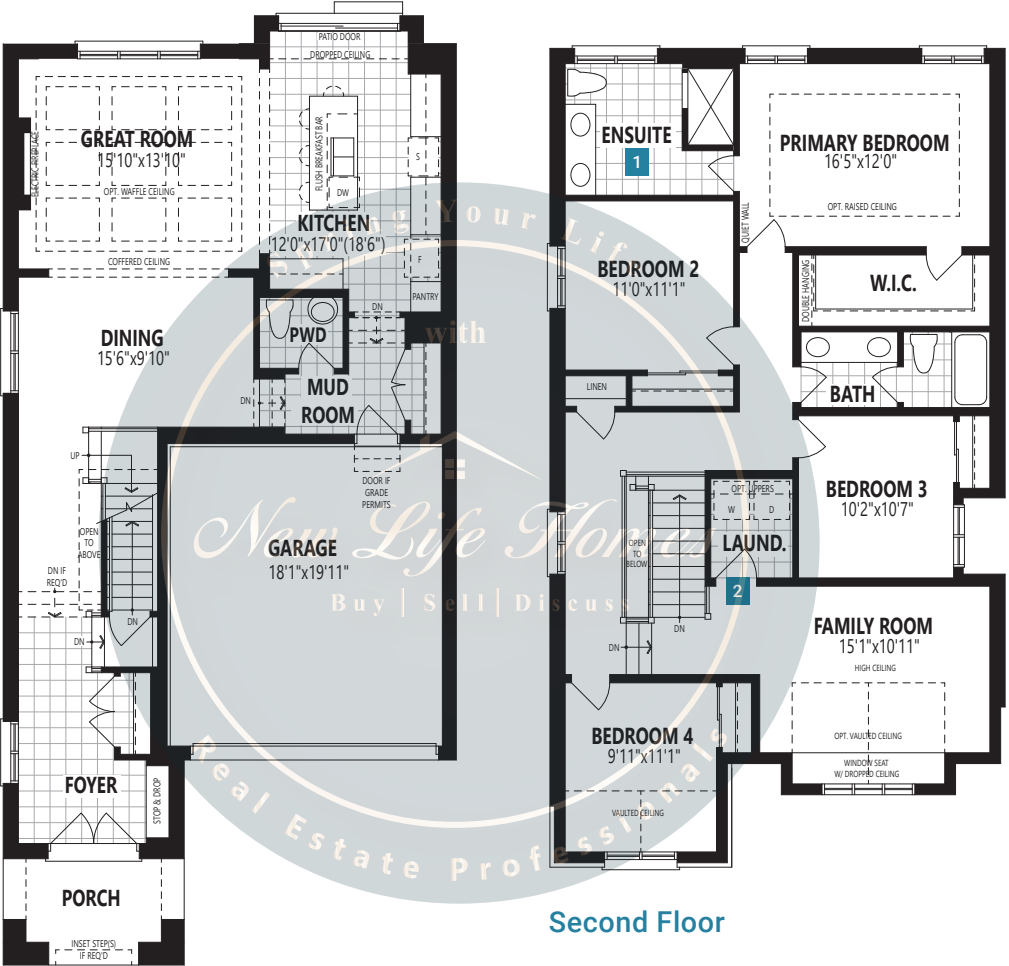 PATIO DOOR
DROPPED CEILING
GREAT ROOM
15'10"x13'10"
ELECTRIC FIREPLACE
OPT. WAFFLE CEILING
COFFERED CEILING
FLUSH BREAKFAST BAR
DW
S
KITCHEN
12'0"x17'0"(18'6")
F
PANTRY
DN
PWD
DINING
15'6"x9'10"
MUD
ROOM
DN
UP
DOOR IF
GRADE
PERMITS
OPEN
TO
ABOVE
DN IF
REQ'D
DN
DN
GARAGE
18'1"x19'11"
FOYER
STOP & DROP
PORCH
INSET STEP(S)
IF REQ'D
ENSUITE
1
PRIMARY BEDROOM
16'5"x12'0"
OPT. RAISED CEILING
QUIET WALL
BEDROOM 2
11'0"x11'1"
DOUBLE HANGING
W.I.C.
LINEN
BATH
BEDROOM 3
10'2"x10'7"
OPT. UPPERS
W
D
LAUND.
2
OPEN
TO
BELOW
DN
DN
FAMILY ROOM
15'1"x10'11"
HIGH CEILING
OPT. VAULTED CEILING
WINDOW SEAT
W/ DROPPED CEILING
BEDROOM 4
9'11"x11'1"
VAULTED CEILING
Second Floor
Spicing Your Life
with
New Life Homes
Buy | Sell | Discuss
Real Estate Professionals